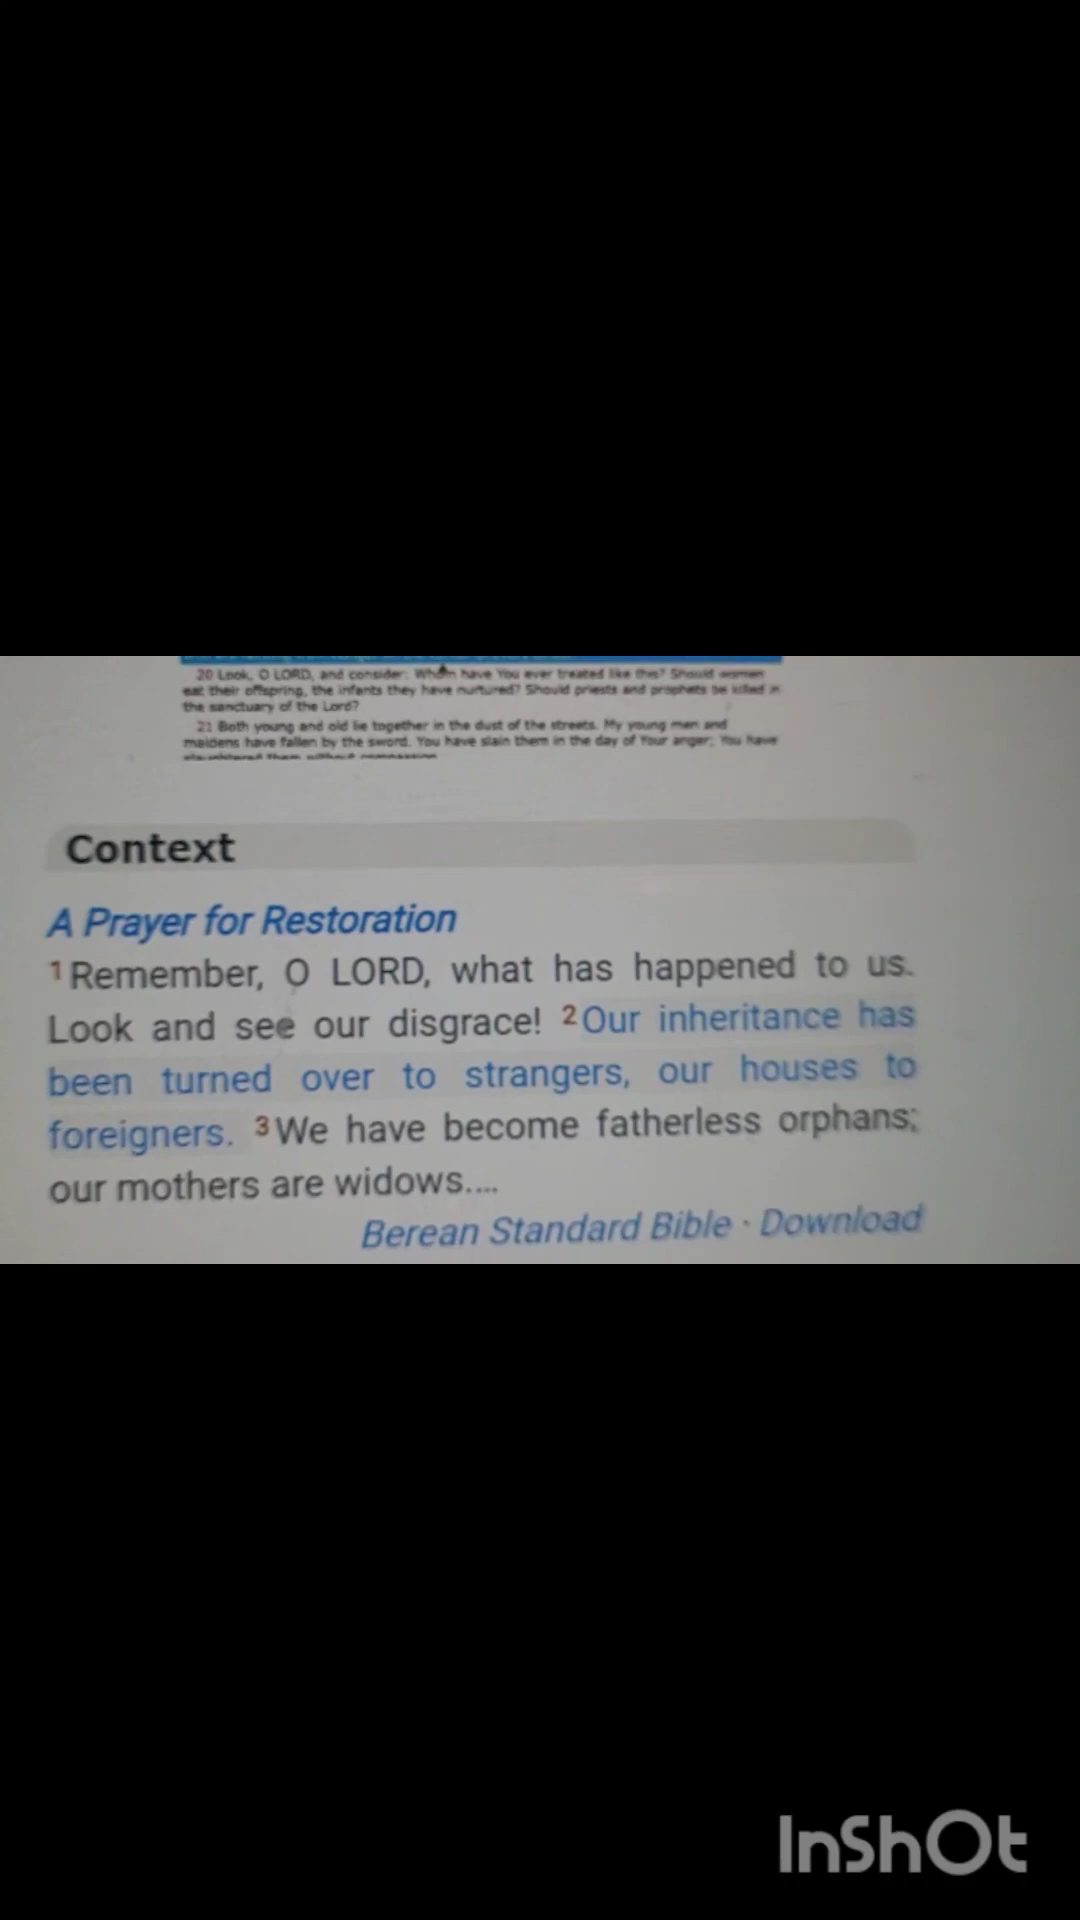 20 Look, O LORD, and consider: Whom have You ever treated like this? Should women
eat their offspring, the infants they have nurtured? Should priests and prophets be killed in
the sanctuary of the Lord?
21 Both young and old lie together in the dust of the streets. My young men and
maidens have fallen by the sword. You have slain them in the day of Your anger; You have
slaughtered them without compassion
Context
A Prayer for Restoration
1 Remember, O LORD, what has happened to us.
Look and see our disgrace! 2 Our inheritance has
been turned over to strangers, our houses to
foreigners. 3 We have become fatherless orphans;
our mothers are widows....
Berean Standard Bible · Download
InShOt